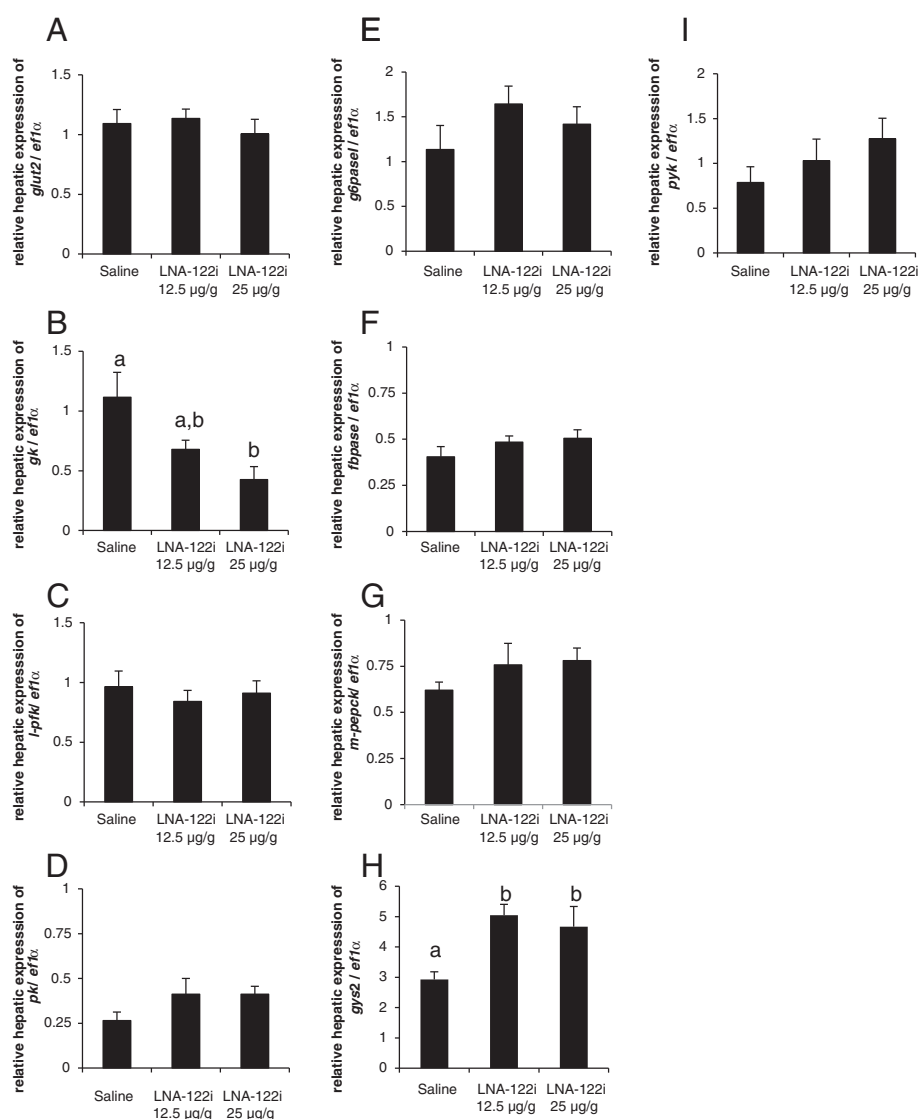 A
relative hepatic expresssion of
glut2 / ef1α
1.5
1
0.5
0
Saline
LNA-122i
12.5 µg/g
LNA-122i
25 µg/g
E
relative hepatic expresssion of
g6paseI / ef1α
2
1.5
1
0.5
0
Saline
LNA-122i
12.5 µg/g
LNA-122i
25 µg/g
I
relative hepatic expresssion of
pyk / ef1α
2
1.5
1
0.5
0
Saline
LNA-122i
12.5 µg/g
LNA-122i
25 µg/g
B
relative hepatic expresssion of
gk / ef1α
1.5
1
0.5
0
a
a,b
b
Saline
LNA-122i
12.5 µg/g
LNA-122i
25 µg/g
F
relative hepatic expresssion of
fbpase / ef1α
1
0.75
0.5
0.25
0
Saline
LNA-122i
12.5 µg/g
LNA-122i
25 µg/g
C
relative hepatic expresssion of
l-pfk/ ef1α
1.5
1
0.5
0
Saline
LNA-122i
12.5 µg/g
LNA-122i
25 µg/g
G
relative hepatic expresssion of
m-pepck/ ef1α
1
0.75
0.5
0.25
0
Saline
LNA-122i
12.5 µg/g
LNA-122i
25 µg/g
D
relative hepatic expresssion of
pk/ ef1α
1
0.75
0.5
0.25
0
Saline
LNA-122i
12.5 µg/g
LNA-122i
25 µg/g
H
relative hepatic expresssion of
gys2 / ef1α
6
5
4
3
2
1
0
a
b
b
Saline
LNA-122i
12.5 µg/g
LNA-122i
25 µg/g